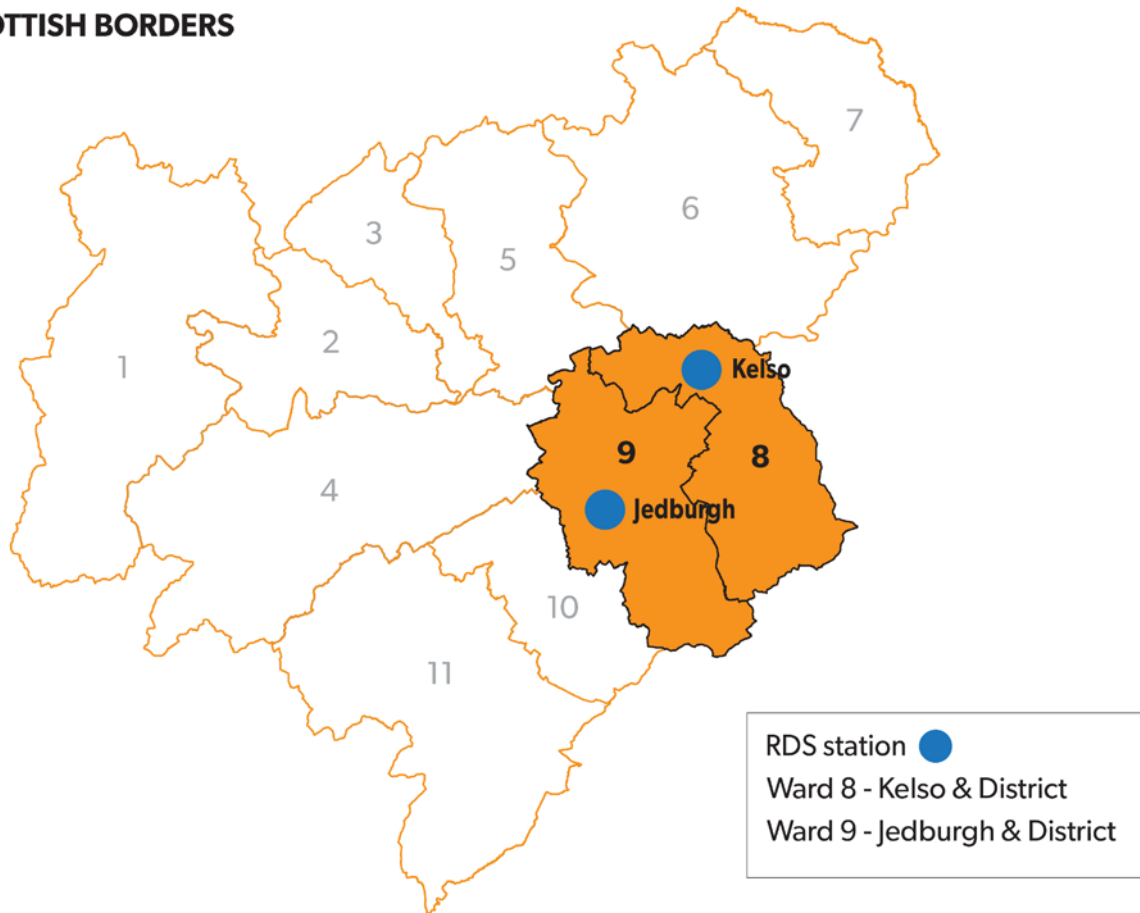 OTTISH BORDERS
7
6
3
5
2
1
Kelso
9
8
4
Jedburgh
10
11
RDS station
Ward 8 - Kelso & District
Ward 9 - Jedburgh & District